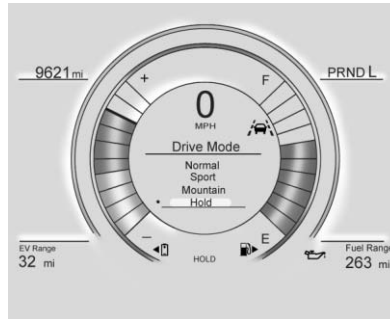 9621 mi
+
F
PRND L
0
MPH
Drive Mode
Normal
Sport
Mountain
* Hold
−
E
EV Range
32 mi
HOLD
Fuel Range
263 mi